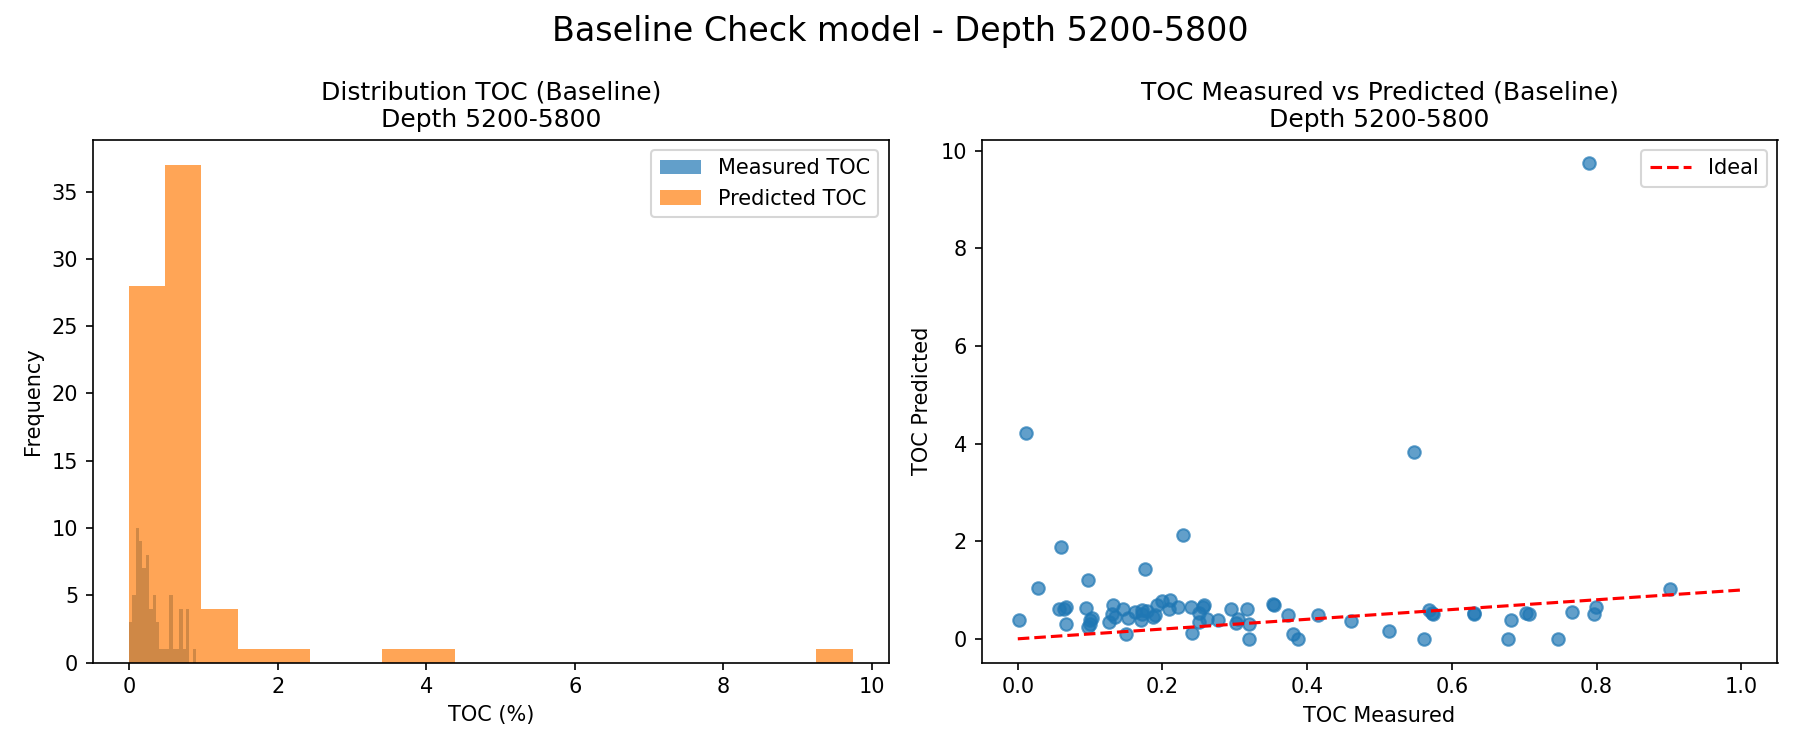 Baseline Check model - Depth 5200-5800
Distribution TOC (Baseline)
Depth 5200-5800
Measured TOC
Predicted TOC
Frequency
35
30
25
20
15
10
5
0
0 2 4 6 8 10
TOC (%)
TOC Measured vs Predicted (Baseline)
Depth 5200-5800
Ideal
TOC Predicted
10
8
6
4
2
0
0.0 0.2 0.4 0.6 0.8 1.0
TOC Measured